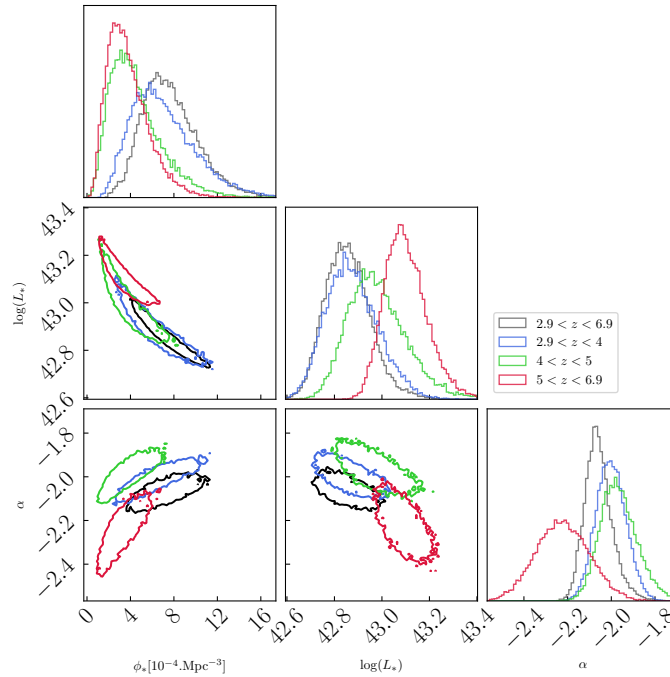 43.4
43.2
43.0
42.8
42.6
log(L*)
2.9 < z < 6.9
2.9 < z < 4
4 < z < 5
5 < z < 6.9
−1.8
−2.0
−2.2
−2.4
α
0 4 8 12 16
42.6 42.8 43.0 43.2 43.4
−2.4 −2.2 −2.0 −1.8
ϕ*[10⁻⁴.Mpc⁻³] log(L*) α